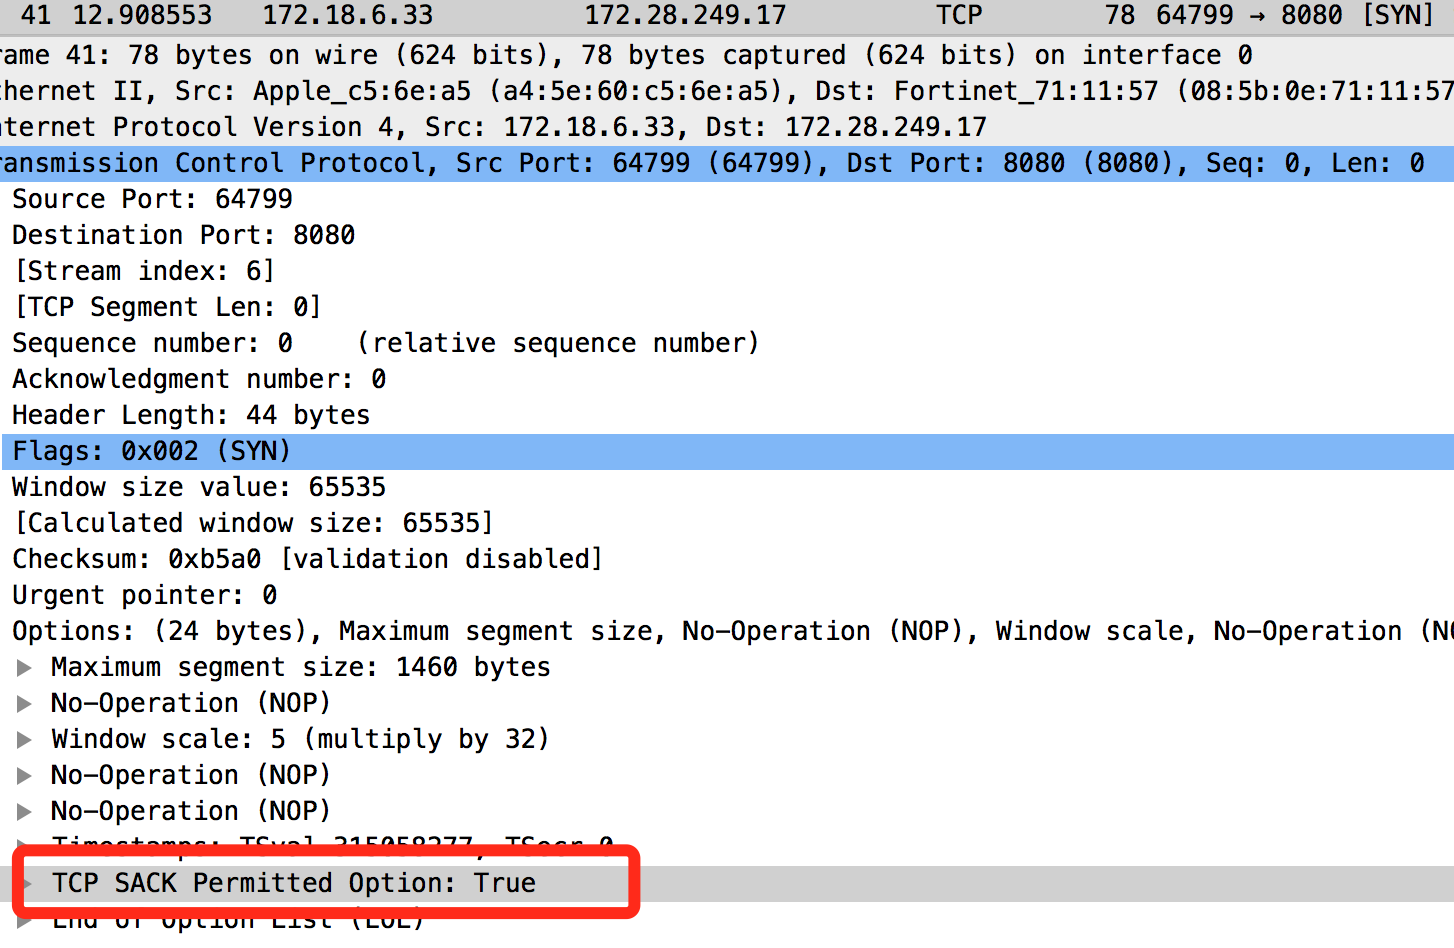 41 12.908553 172.18.6.33 172.28.249.17 TCP 78 64799 → 8080 [SYN]
rame 41: 78 bytes on wire (624 bits), 78 bytes captured (624 bits) on interface 0
hernet II, Src: Apple_c5:6e:a5 (a4:5e:60:c5:6e:a5), Dst: Fortinet_71:11:57 (08:5b:0e:71:11:57
ternet Protocol Version 4, Src: 172.18.6.33, Dst: 172.28.249.17
ransmission Control Protocol, Src Port: 64799 (64799), Dst Port: 8080 (8080), Seq: 0, Len: 0
Source Port: 64799
Destination Port: 8080
[Stream index: 6]
[TCP Segment Len: 0]
Sequence number: 0 (relative sequence number)
Acknowledgment number: 0
Header Length: 44 bytes
Flags: 0x002 (SYN)
Window size value: 65535
[Calculated window size: 65535]
Checksum: 0xb5a0 [validation disabled]
Urgent pointer: 0
Options: (24 bytes), Maximum segment size, No-Operation (NOP), Window scale, No-Operation (NO
Maximum segment size: 1460 bytes
No-Operation (NOP)
Window scale: 5 (multiply by 32)
No-Operation (NOP)
No-Operation (NOP)
Timestamps: TSval 315058277, TSecr 0
TCP SACK Permitted Option: True
End of Option List (EOL)